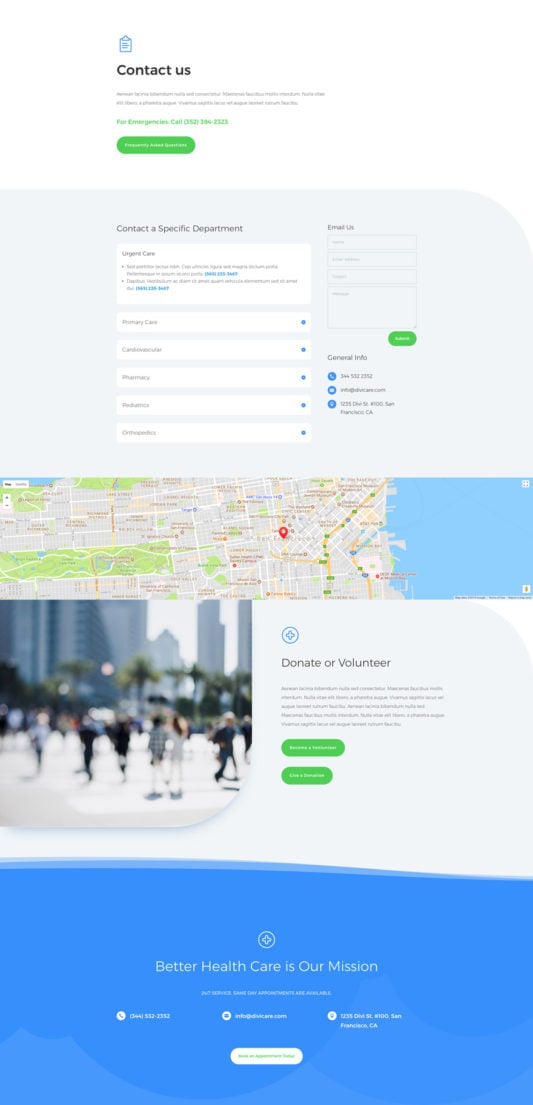 Contact us
Aenean lacinia bibendum nulla sed consectetur. Maecenas faucibus mollis interdum. Nulla vitae
elit libero, a pharetra augue. Vivamus sagittis lacus vel augue laoreet rutrum faucibu.
For Emergencies: Call (352) 394-2323
Frequently Asked Questions
Contact a Specific Department
Urgent Care
Sed porttitor lectus nibh. Cras ultricies ligula sed magna dictum porta.
Pellentesque in ipsum id orci porta. (563) 235-3467
Dapibus. Vestibulum ac diam sit amet quam vehicula elementum sed sit amet
dui. (563) 235-3467
Primary Care
Cardiovascular
Pharmacy
Pediatrics
Orthopedics
Email Us
Name
Email Address
Subject
Message
Submit
General Info
344 532 2352
info@divicare.com
1235 Divi St. #100, San
Francisco, CA
Map
Satellite
Donate or Volunteer
Aenean lacinia bibendum nulla sed consectetur. Maecenas faucibus mollis
interdum. Nulla vitae elit libero, a pharetra augue. Vivamus sagittis lacus vel
augue laoreet rutrum faucibu. Aenean lacinia bibendum nulla sed
Maecenas faucibus mollis interdum. Nulla vitae elit libero, a pharetra augue.
Vivamus sagittis lacus vel augue laoreet rutrum faucibu.
Become a Volunteer
Give a Donation
Better Health Care is Our Mission
24/7 SERVICE, SAME DAY APPOINTMENTS ARE AVAILABLE.
(344) 532-2352
info@divicare.com
1235 Divi St. #100, San
Francisco, CA
Book an Appointment Today!